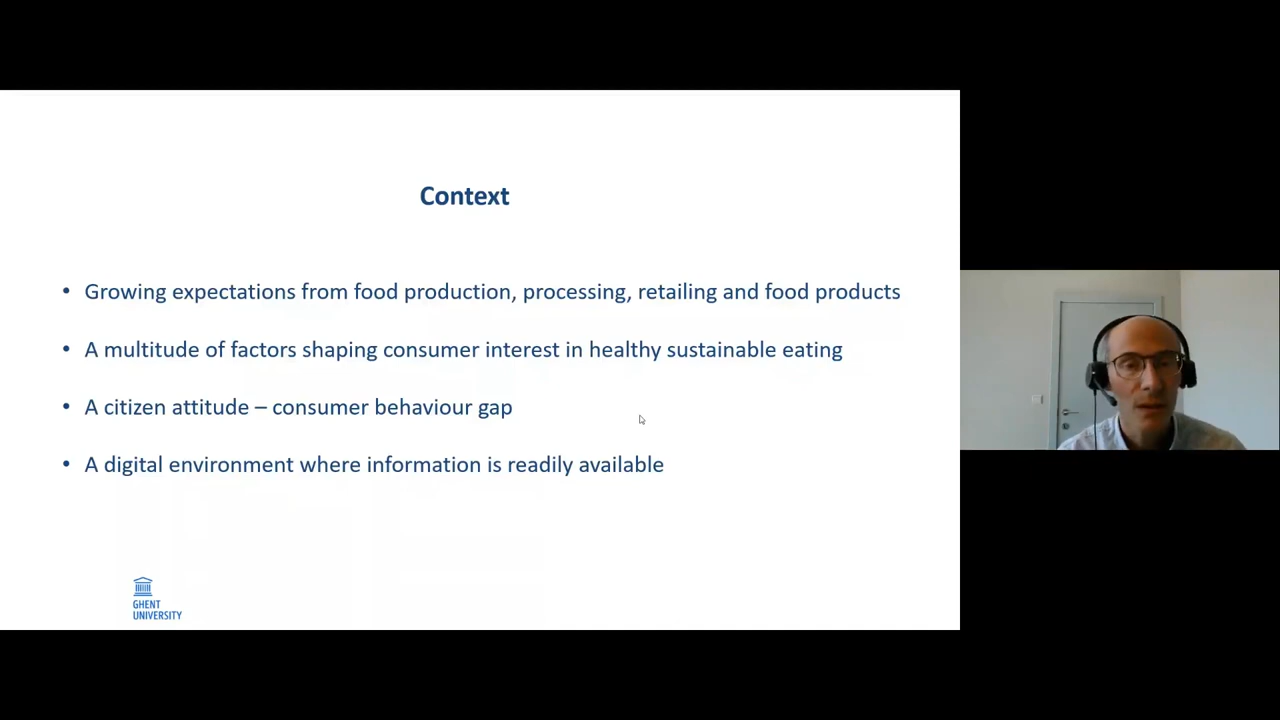 Context
• Growing expectations from food production, processing, retailing and food products
• A multitude of factors shaping consumer interest in healthy sustainable eating
• A citizen attitude – consumer behaviour gap
• A digital environment where information is readily available
GHENT
UNIVERSITY